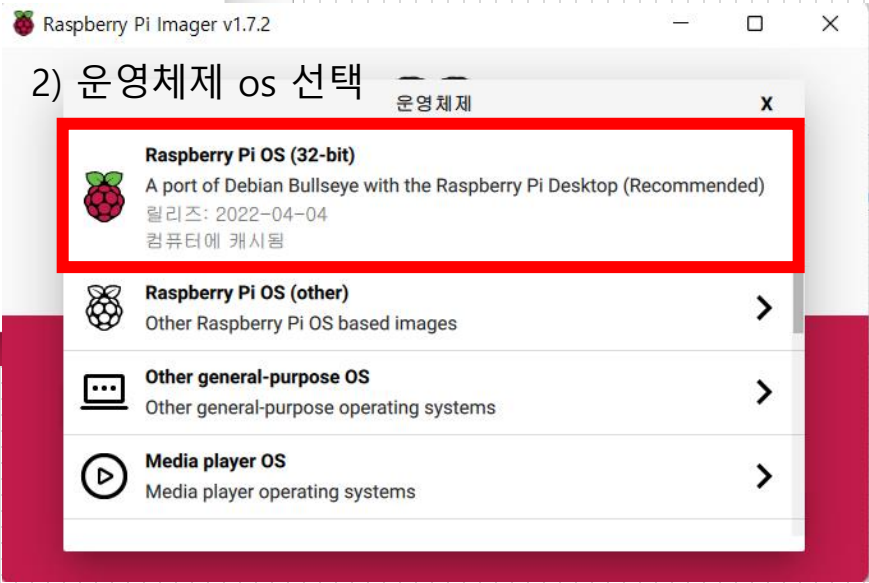 Raspberry Pi Imager v1.7.2
2) 운영체제 os 선택
운영체제
X
Raspberry Pi OS (32-bit)
A port of Debian Bullseye with the Raspberry Pi Desktop (Recommended)
릴리즈: 2022-04-04
컴퓨터에 캐시됨
Raspberry Pi OS (other)
Other Raspberry Pi OS based images
Other general-purpose OS
Other general-purpose operating systems
Media player OS
Media player operating systems